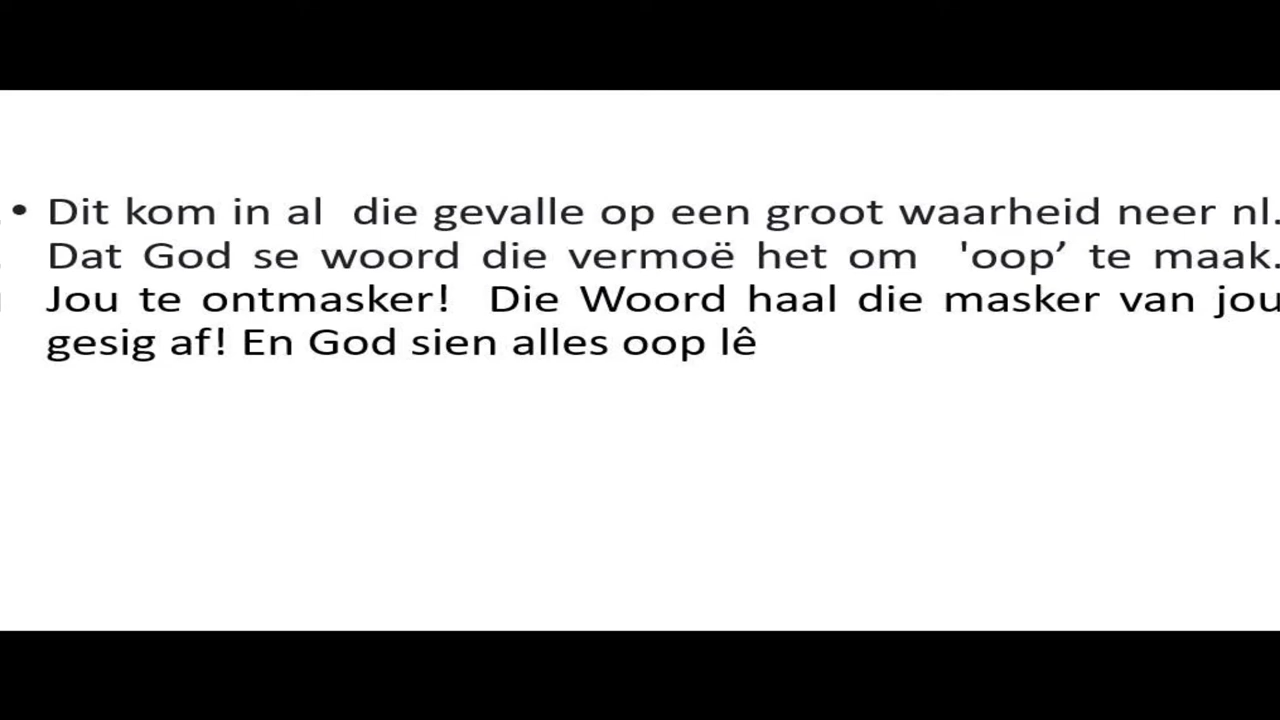 • Dit kom in al  die gevalle op een groot waarheid neer nl.
Dat God se woord die vermoë het om  'oop’ te maak.
Jou te ontmasker!  Die Woord haal die masker van jou
gesig af! En God sien alles oop lê